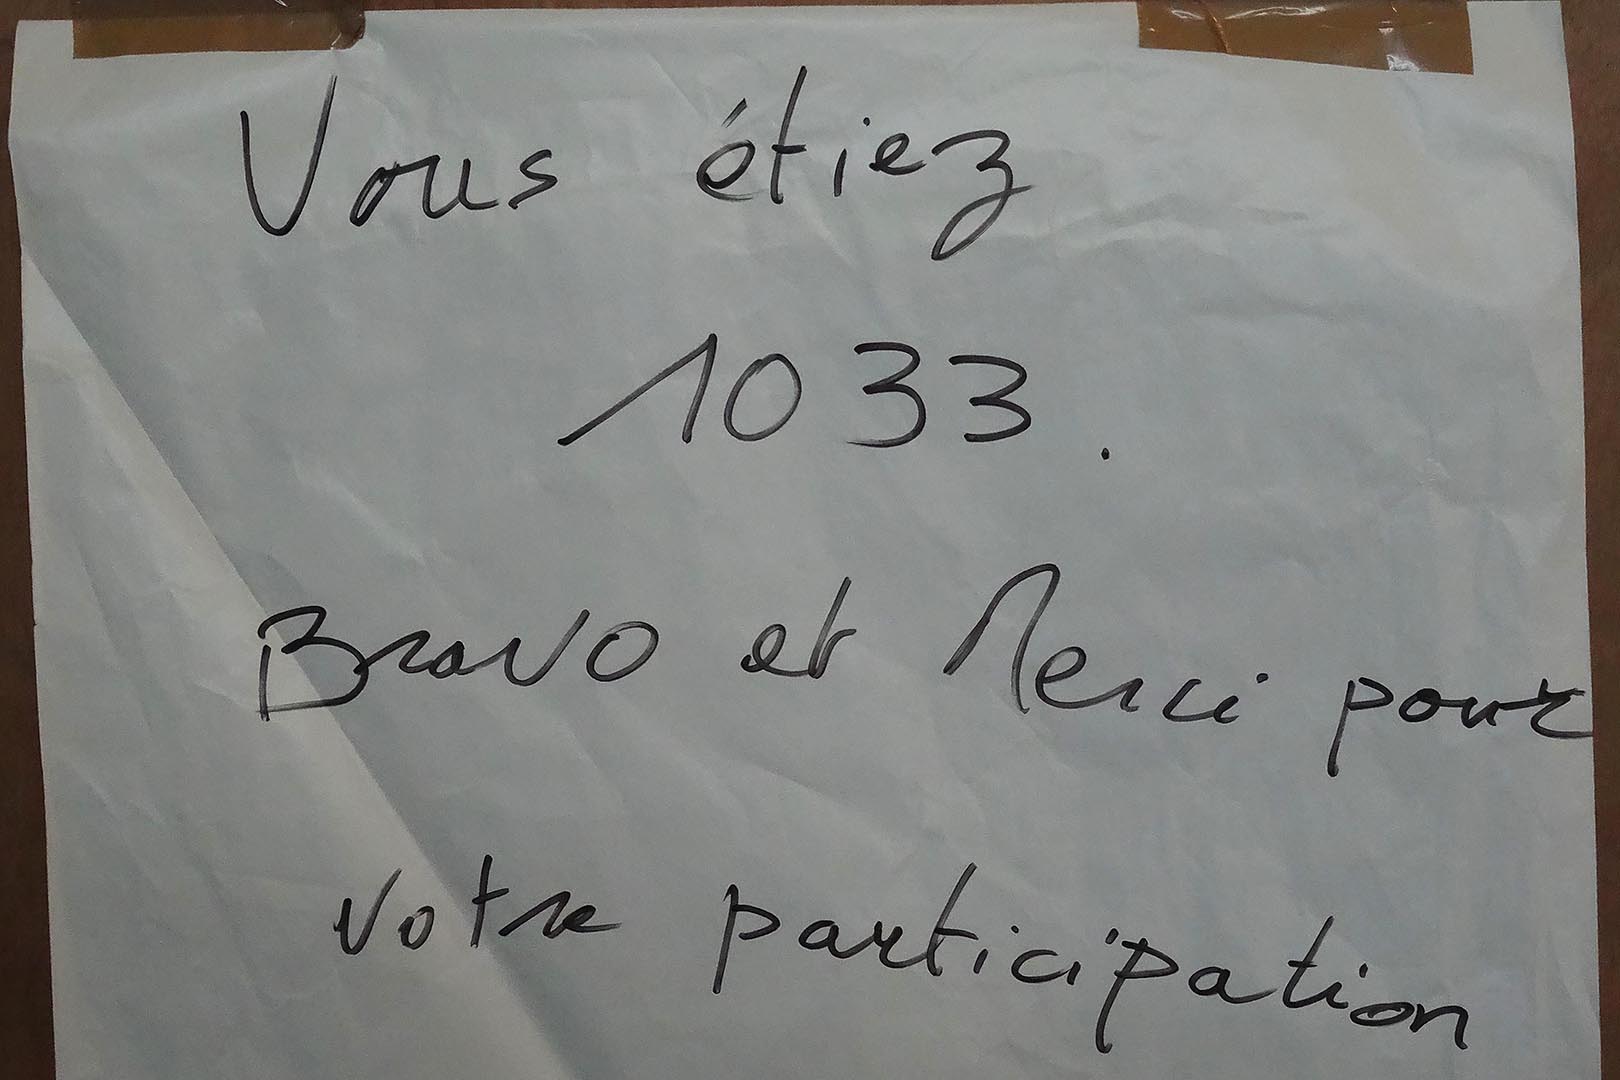 Vous étiez
1033.
Bravo et Merci pour
votre participation